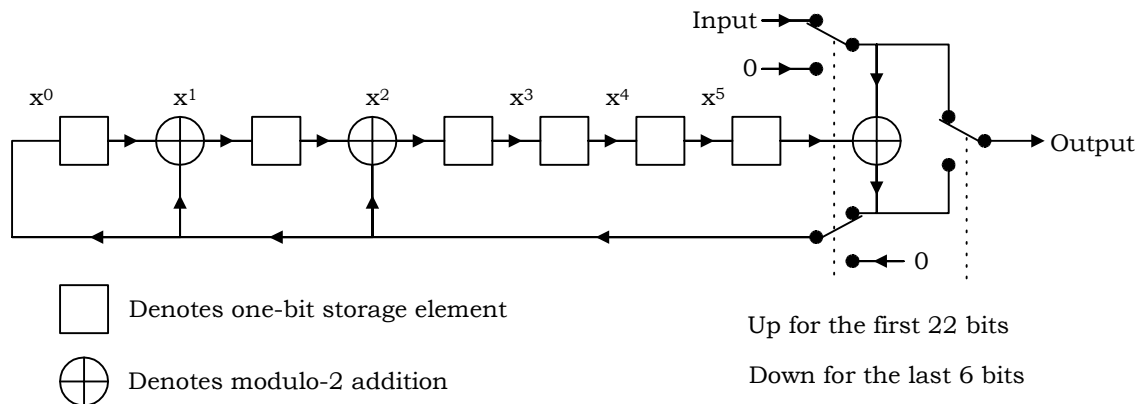 Input
0
x⁰ x¹ x² x³ x⁴ x⁵
Output
0
Denotes one-bit storage element
Up for the first 22 bits
Denotes modulo-2 addition
Down for the last 6 bits